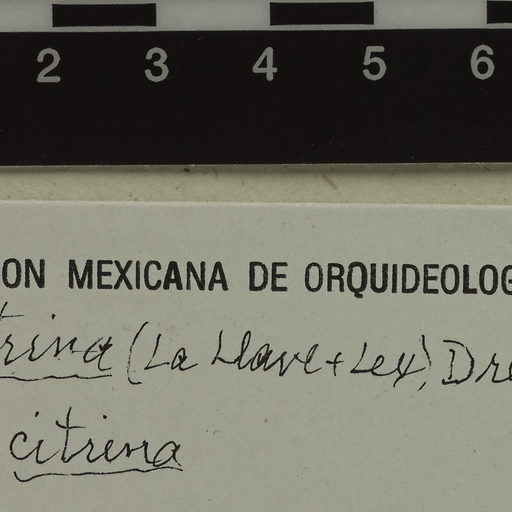 2 3 4 5 6
ON MEXICANA DE ORQUIDEOLOG
trina (La Llave + Lex), Dre
citrina